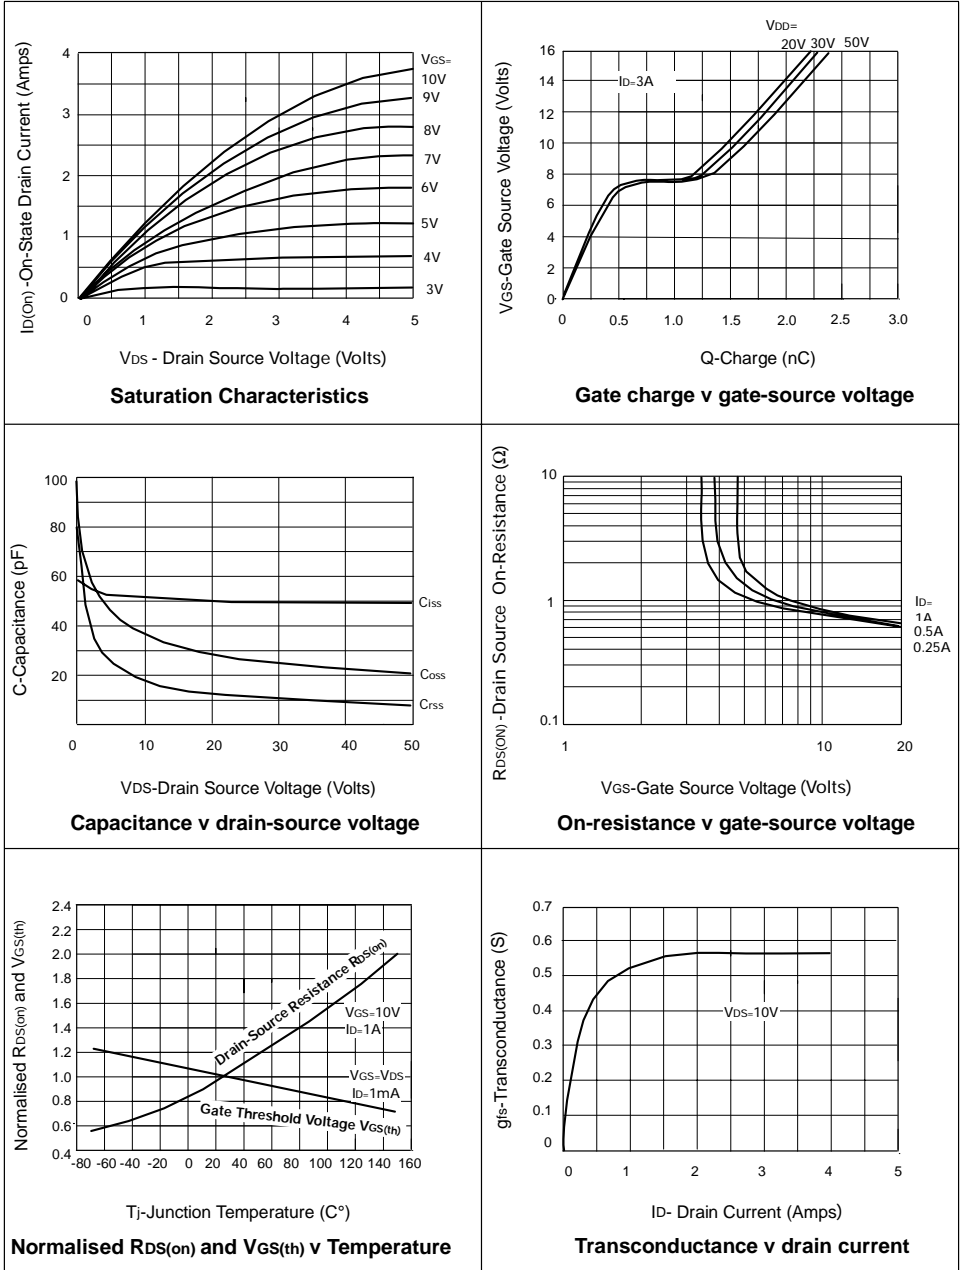 ID(On) -On-State Drain Current (Amps)
4
3
2
1
0
0 1 2 3 4 5
VGS=
10V
9V
8V
7V
6V
5V
4V
3V
VDS - Drain Source Voltage (Volts)
Saturation Characteristics
VGS-Gate Source Voltage (Volts)
VDD=
20V 30V 50V
ID=3A
16
14
12
10
8
6
4
2
0
0 0.5 1.0 1.5 2.0 2.5 3.0
Q-Charge (nC)
Gate charge v gate-source voltage
C-Capacitance (pF)
100
80
60
40
20
0 10 20 30 40 50
Ciss
Coss
Crss
VDS-Drain Source Voltage (Volts)
Capacitance v drain-source voltage
RDS(ON) -Drain Source On-Resistance (Ω)
10
1
0.1
1 10 20
ID=
1A
0.5A
0.25A
VGS-Gate Source Voltage (Volts)
On-resistance v gate-source voltage
Normalised RDS(on) and VGS(th)
2.4
2.2
2.0
1.8
1.6
1.4
1.2
1.0
0.8
0.6
0.4
-80 -60 -40 -20 0 20 40 60 80 100 120 140 160
Drain-Source Resistance RDS(on)
VGS=10V
ID=1A
VGS=VDS
ID=1mA
Gate Threshold Voltage VGS(th)
Tj-Junction Temperature (C°)
Normalised RDS(on) and VGS(th) v Temperature
gfs-Transconductance (S)
0.7
0.6
0.5
0.4
0.3
0.2
0.1
0
0 1 2 3 4 5
VDS=10V
ID- Drain Current (Amps)
Transconductance v drain current